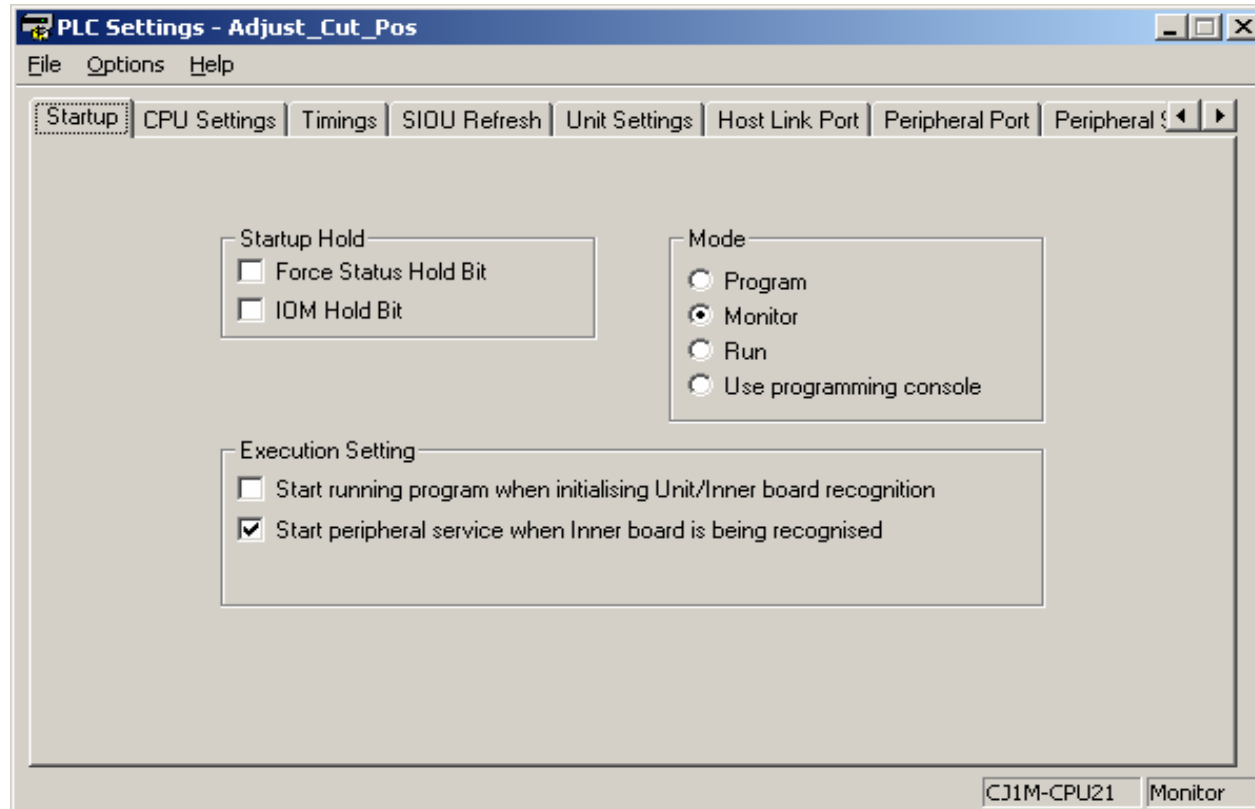 PLC Settings - Adjust_Cut_Pos
File Options Help
Startup CPU Settings Timings SIOU Refresh Unit Settings Host Link Port Peripheral Port Peripheral
Startup Hold
Force Status Hold Bit
IOM Hold Bit
Mode
Program
Monitor
Run
Use programming console
Execution Setting
Start running program when initialising Unit/Inner board recognition
Start peripheral service when Inner board is being recognised
CJ1M-CPU21 Monitor